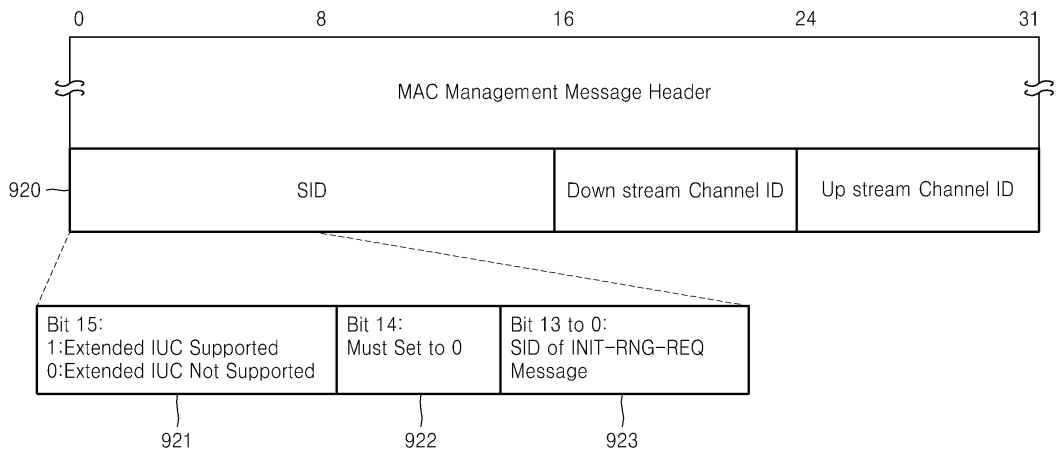 0 8 16 24 31
MAC Management Message Header
920 SID Down stream Channel ID Up stream Channel ID
Bit 15:
1:Extended IUC Supported
0:Extended IUC Not Supported
Bit 14:
Must Set to 0
Bit 13 to 0:
SID of INIT-RNG-REQ
Message
921 922 923